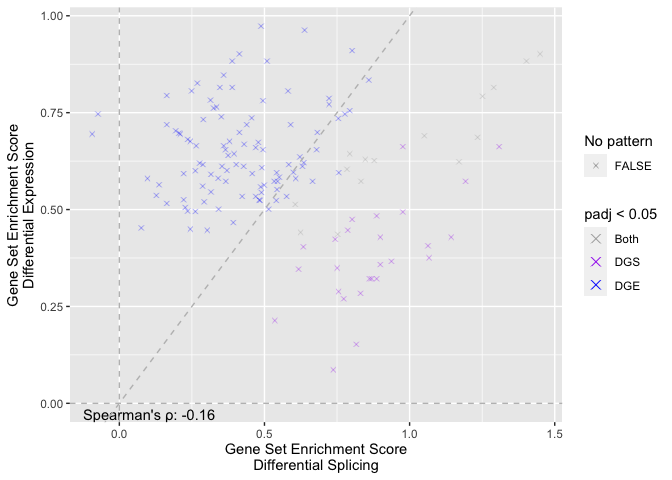 1.00
0.75
0.50
0.25
0.00
Gene Set Enrichment Score
Differential Expression
Spearman's ρ: -0.16
0.0
0.5
1.0
1.5
Gene Set Enrichment Score
Differential Splicing
No pattern
FALSE
padj < 0.05
Both
DGS
DGE